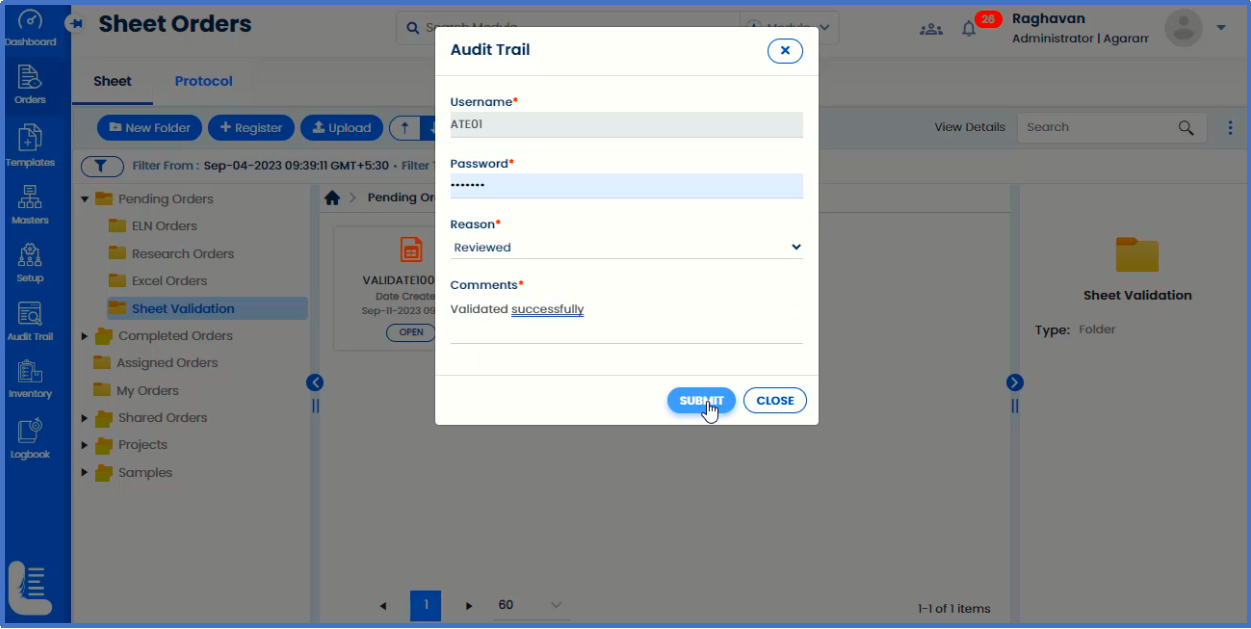 Sheet Orders
Search Module
Module
26
Raghavan
Administrator | Agaram
Dashboard
Orders
Templates
Masters
Setup
Audit Trail
Inventory
Logbook
Sheet Protocol
New Folder + Register Upload
View Details Search
Filter From : Sep-04-2023 09:39:11 GMT+5:30 • Filter
Pending Orders
ELN Orders
Research Orders
Excel Orders
Sheet Validation
Completed Orders
Assigned Orders
My Orders
Shared Orders
Projects
Samples
Pending Or
VALIDATE100
Date Create
Sep-11-2023 09
OPEN
Audit Trail
Username*
ATE01
Password*
•••••••
Reason*
Reviewed
Comments*
Validated successfully
SUBMIT CLOSE
Sheet Validation
Type: Folder
1 60
1-1 of 1 items